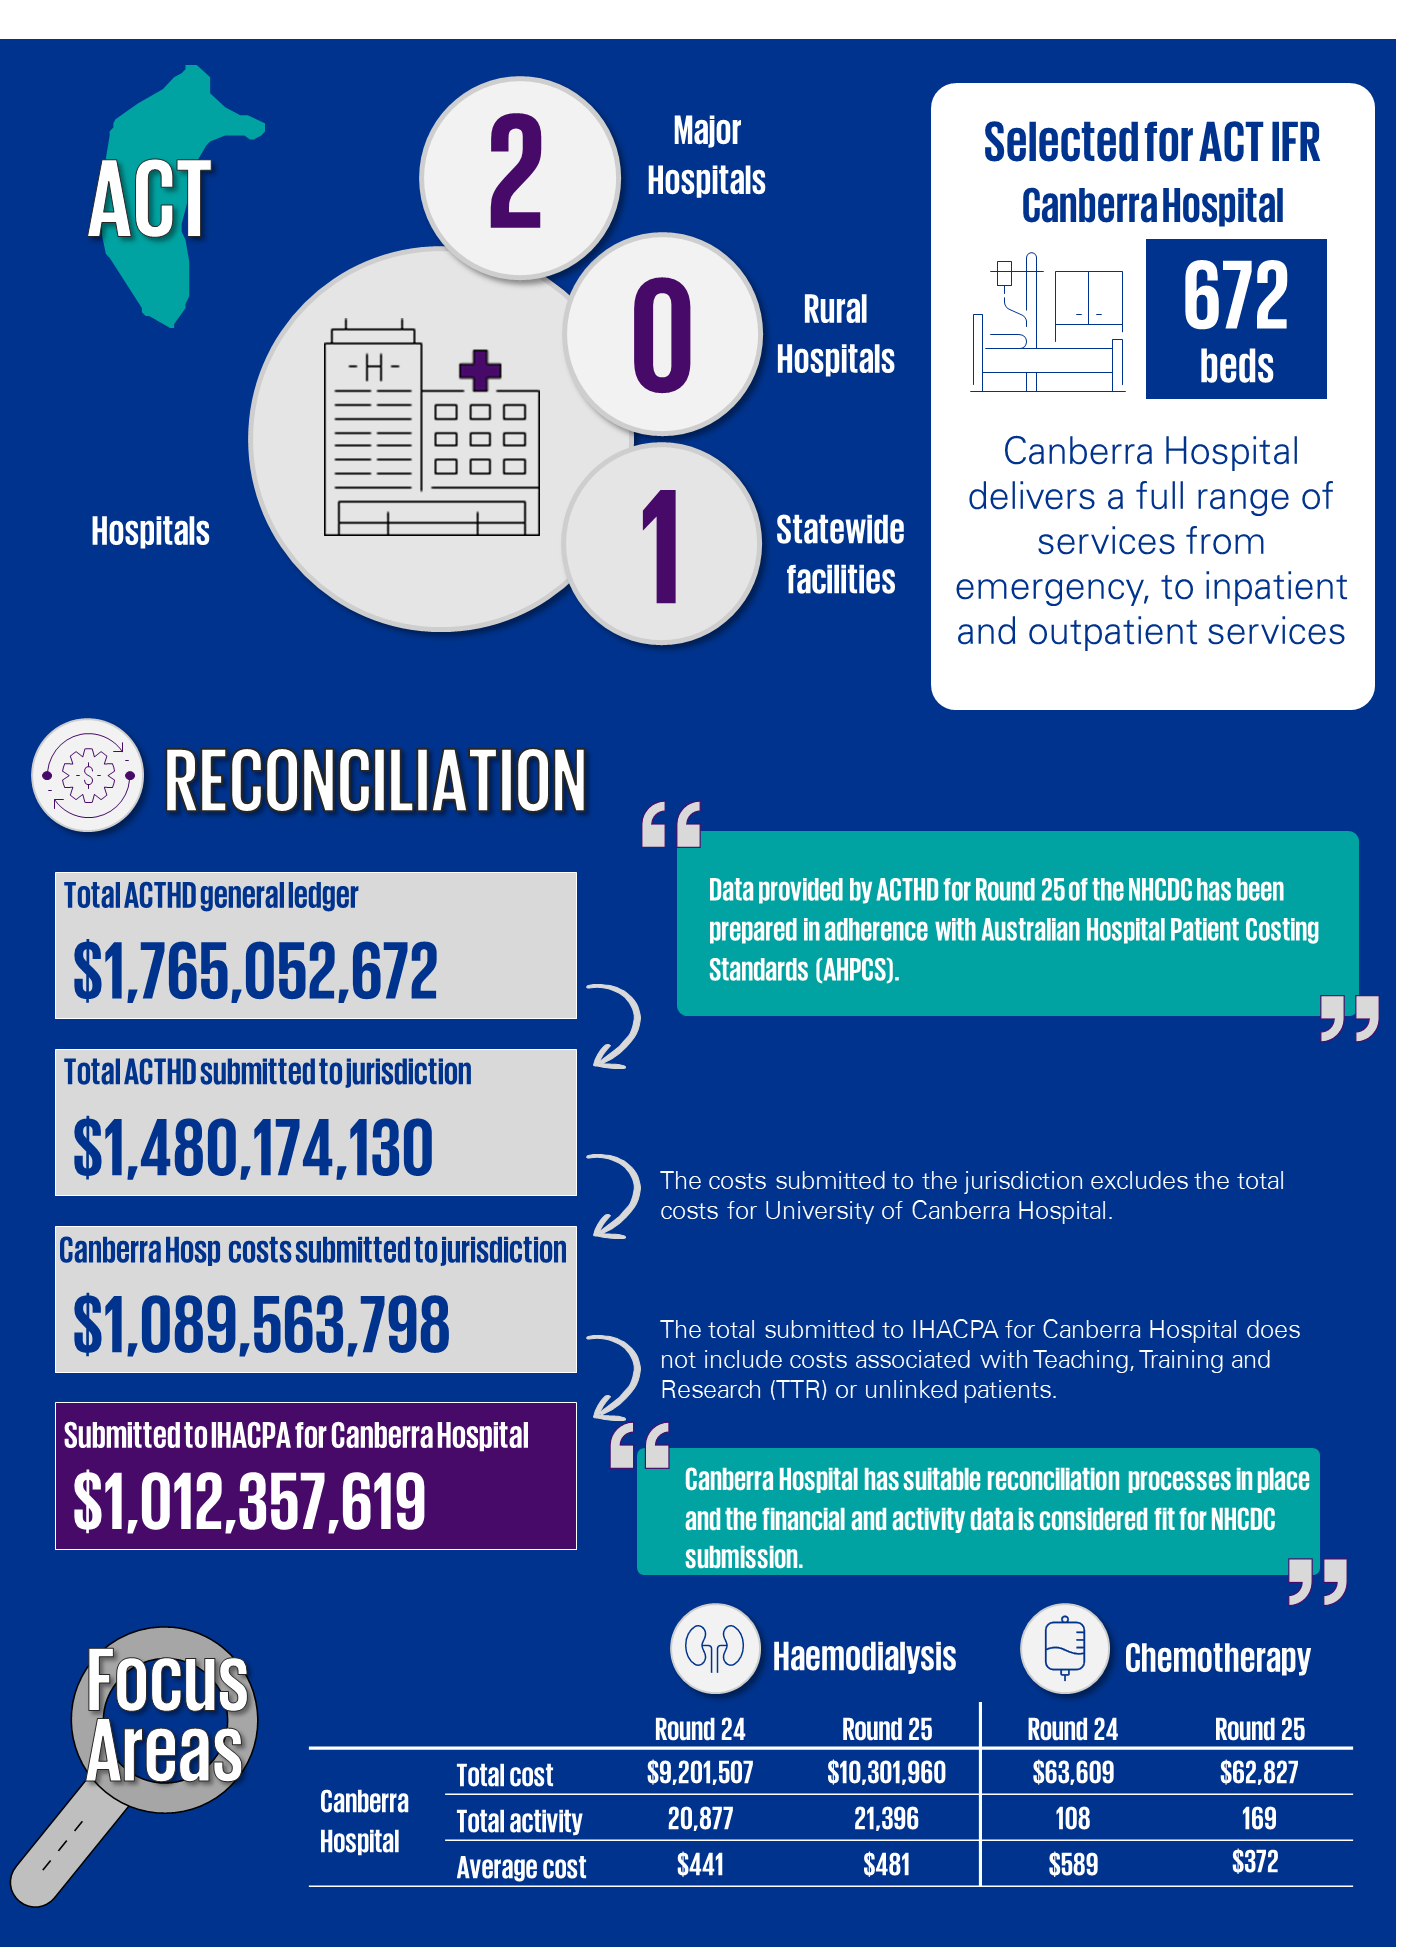 ACT
2
Major
Hospitals
0
Rural
Hospitals
1
Statewide
facilities
Hospitals
-H-
Selected for ACT IFR
Canberra Hospital
672
beds
Canberra Hospital
delivers a full range of
services from
emergency, to inpatient
and outpatient services
$
RECONCILIATION
Total ACTHD general ledger
$1,765,052,672
Total ACTHD submitted to jurisdiction
$1,480,174,130
Canberra Hosp costs submitted to jurisdiction
$1,089,563,798
Submitted to IHACPA for Canberra Hospital
$1,012,357,619
“
Data provided by ACTHD for Round 25 of the NHCDC has been
prepared in adherence with Australian Hospital Patient Costing
Standards (AHPCS).
”
The costs submitted to the jurisdiction excludes the total
costs for University of Canberra Hospital.
The total submitted to IHACPA for Canberra Hospital does
not include costs associated with Teaching, Training and
Research (TTR) or unlinked patients.
“
Canberra Hospital has suitable reconciliation processes in place
and the financial and activity data is considered fit for NHCDC
submission.
”
Focus
Areas
Haemodialysis Chemotherapy
Round 24 Round 25 Round 24 Round 25
Canberra
Hospital
Total cost $9,201,507 $10,301,960 $63,609 $62,827
Total activity 20,877 21,396 108 169
Average cost $441 $481 $589 $372